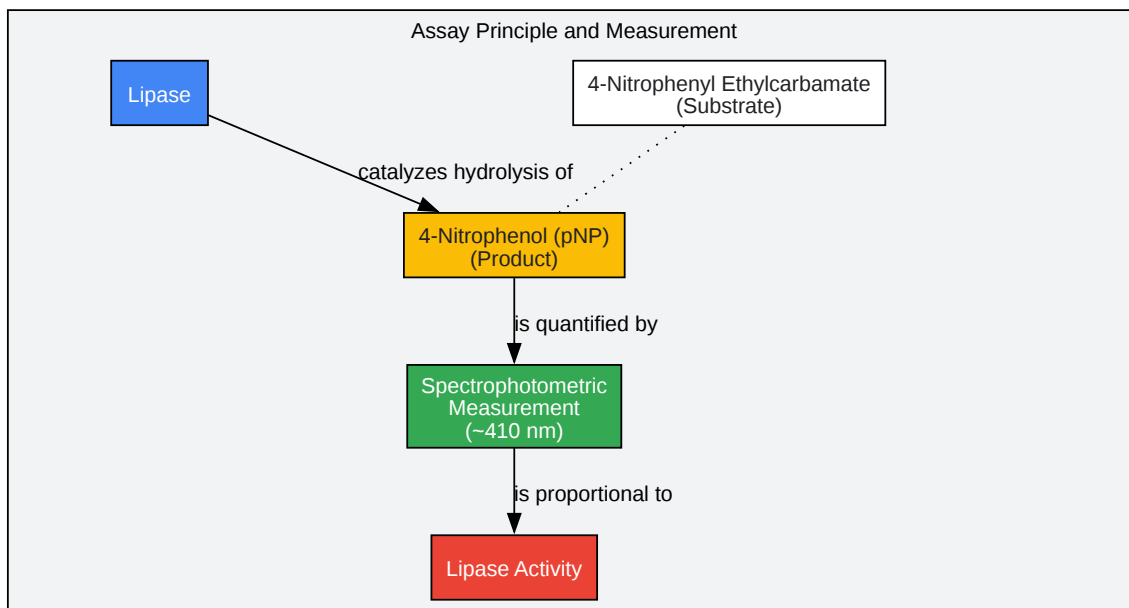 Assay Principle and Measurement
Lipase
4-Nitrophenyl Ethylcarbamate
(Substrate)
catalyzes hydrolysis of
4-Nitrophenol (pNP)
(Product)
is quantified by
Spectrophotometric
Measurement
(~410 nm)
is proportional to
Lipase Activity